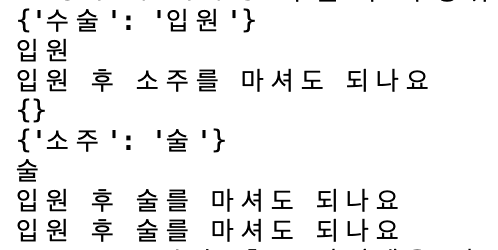 {'수술': '입원'}
입원
입원 후 소주를 마셔도 되나요
{}
{'소주': '술'}
술
입원 후 술를 마셔도 되나요
입원 후 술를 마셔도 되나요